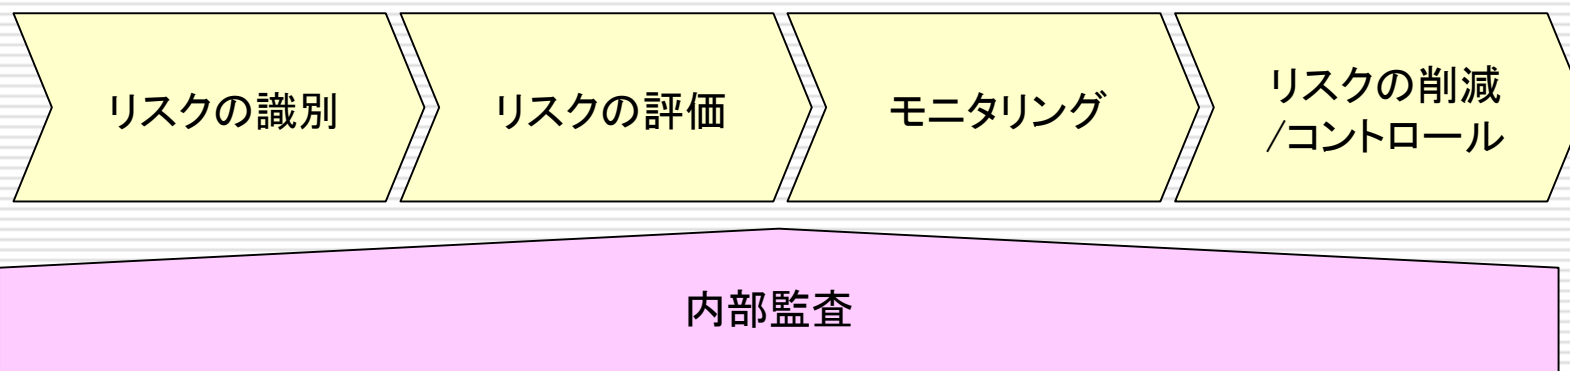 リスクの識別
リスクの評価
モニタリング
リスクの削減
/コントロール
内部監査